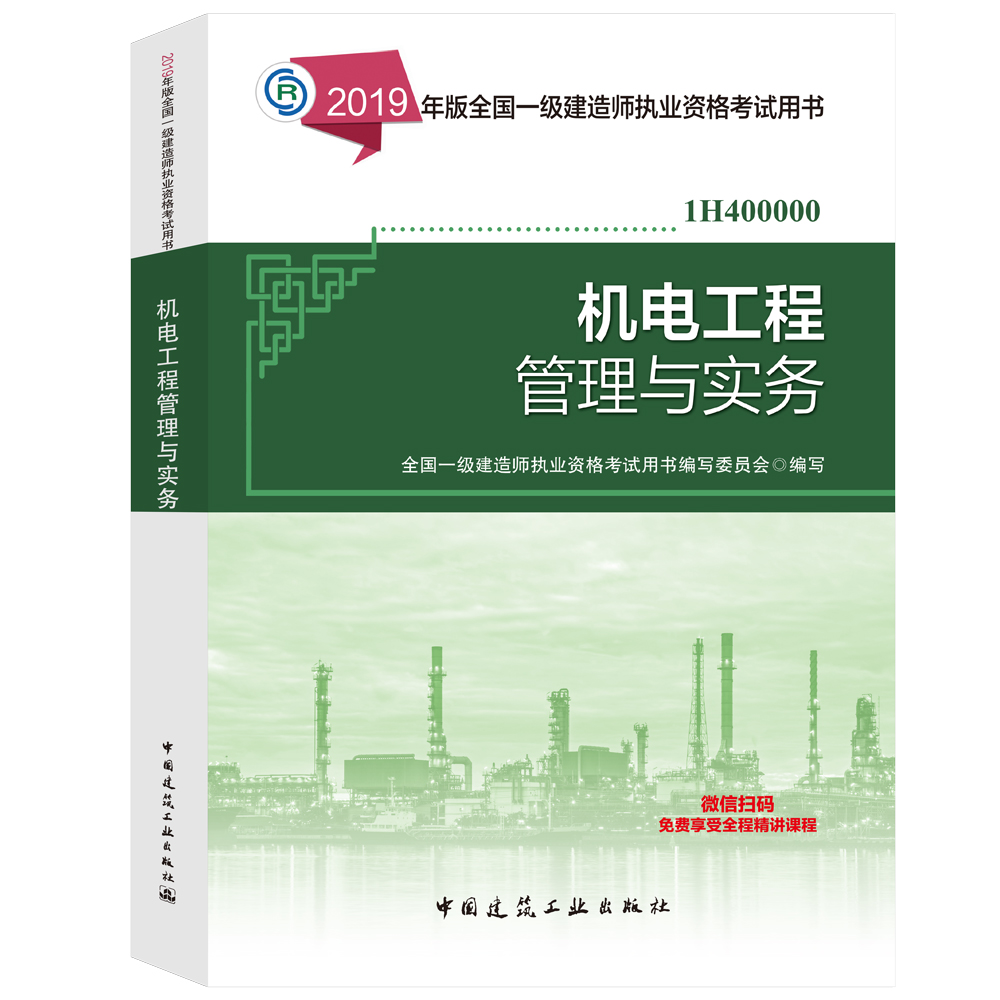 2019年版全国一级建造师执业资格考试用书
机电工程管理与实务
中国建筑工业出版社
R
2019 年版全国一级建造师执业资格考试用书
1H400000
机电工程
管理与实务
全国一级建造师执业资格考试用书编写委员会◎编写
微信扫码
免费享受全程精讲课程
中国建筑工业出版社